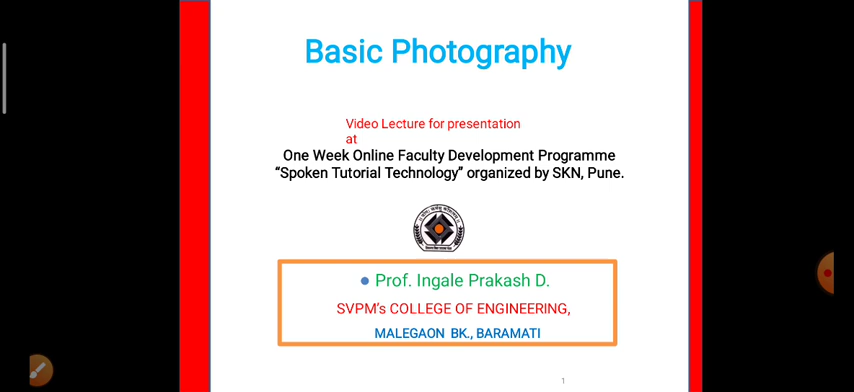 Basic Photography
Video Lecture for presentation
at
One Week Online Faculty Development Programme
“Spoken Tutorial Technology” organized by SKN, Pune.
Prof. Ingale Prakash D.
SVPM’s COLLEGE OF ENGINEERING,
MALEGAON BK., BARAMATI
1